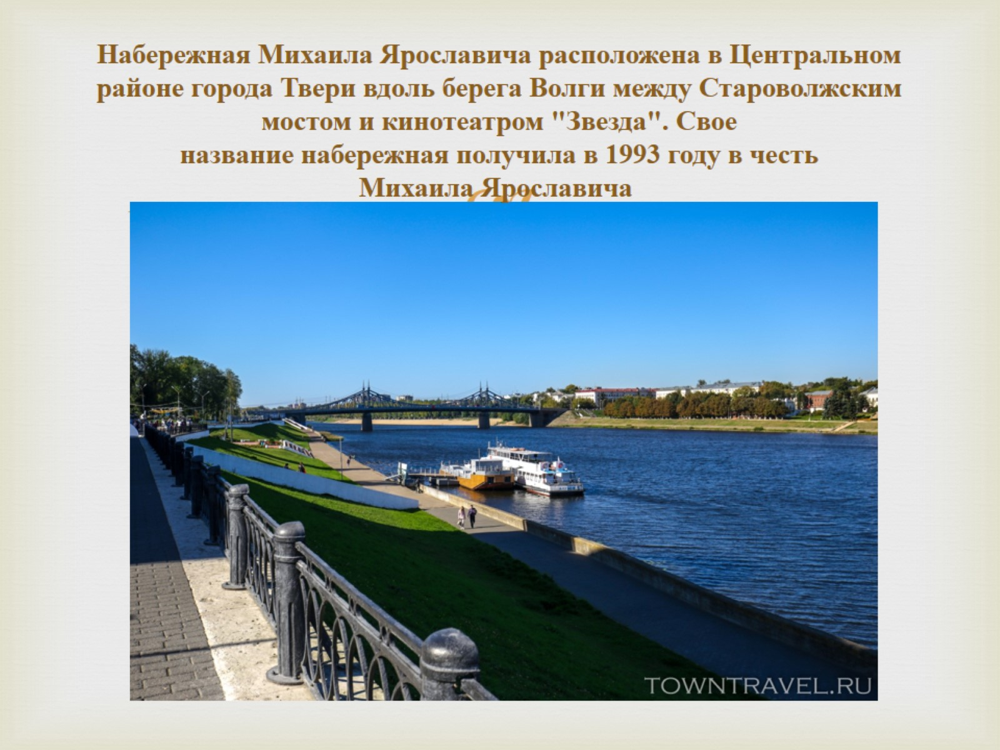 Набережная Михаила Ярославича расположена в Центральном
районе города Твери вдоль берега Волги между Староволжским
мостом и кинотеатром "Звезда". Свое
название набережная получила в 1993 году в честь
Михаила Ярославича
TOWNTRAVEL.RU